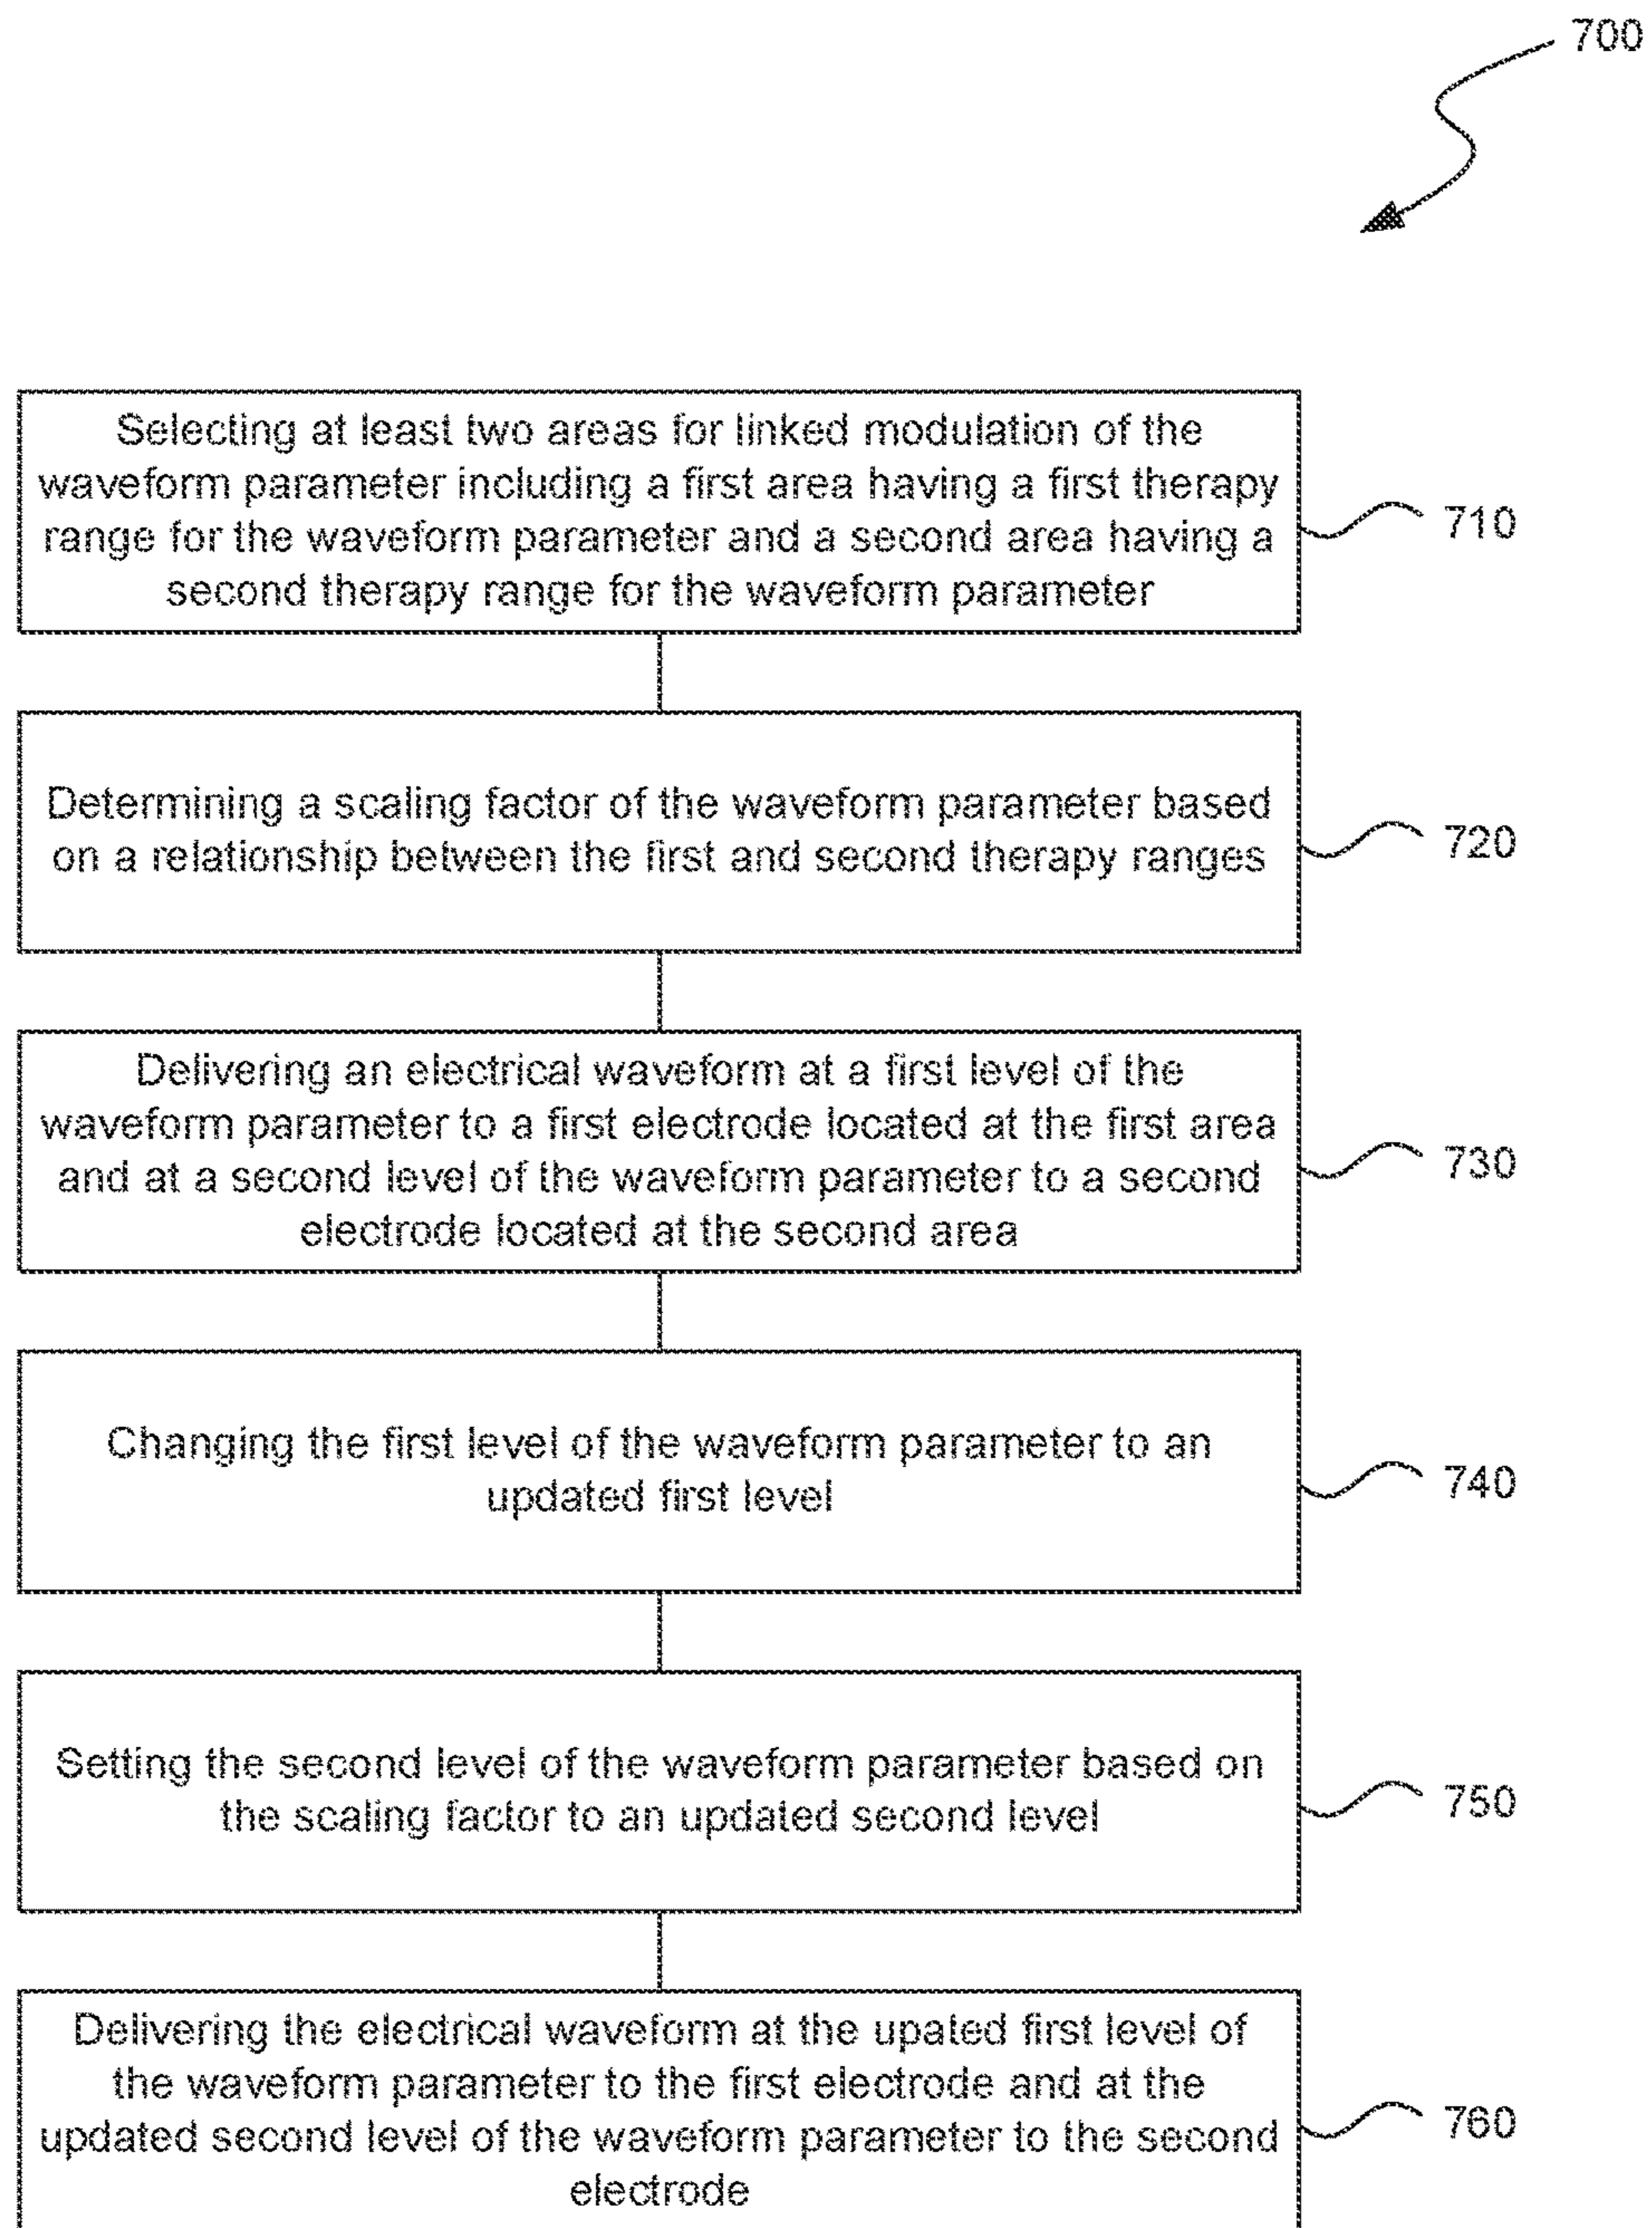 700
Selecting at least two areas for linked modulation of the
waveform parameter including a first area having a first therapy
range for the waveform parameter and a second area having a
second therapy range for the waveform parameter
710
Determining a scaling factor of the waveform parameter based
on a relationship between the first and second therapy ranges
720
Delivering an electrical waveform at a first level of the
waveform parameter to a first electrode located at the first area
and at a second level of the waveform parameter to a second
electrode located at the second area
730
Changing the first level of the waveform parameter to an
updated first level
740
Setting the second level of the waveform parameter based on
the scaling factor to an updated second level
750
Delivering the electrical waveform at the upated first level of
the waveform parameter to the first electrode and at the
updated second level of the waveform parameter to the second
electrode
760